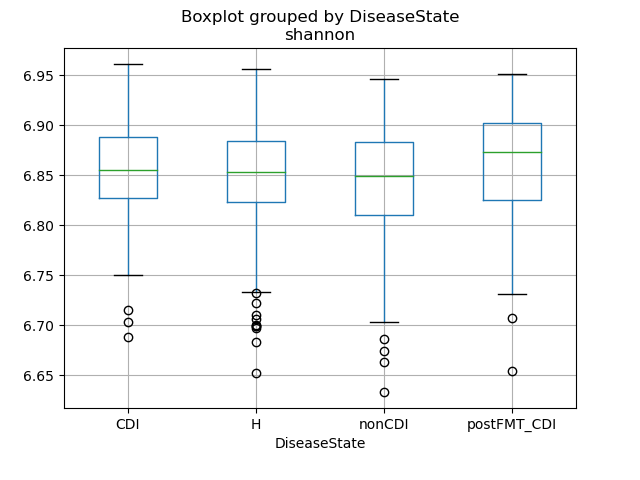 Boxplot grouped by DiseaseState
shannon
6.95
6.90
6.85
6.80
6.75
6.70
6.65
CDI H nonCDI postFMT_CDI
DiseaseState